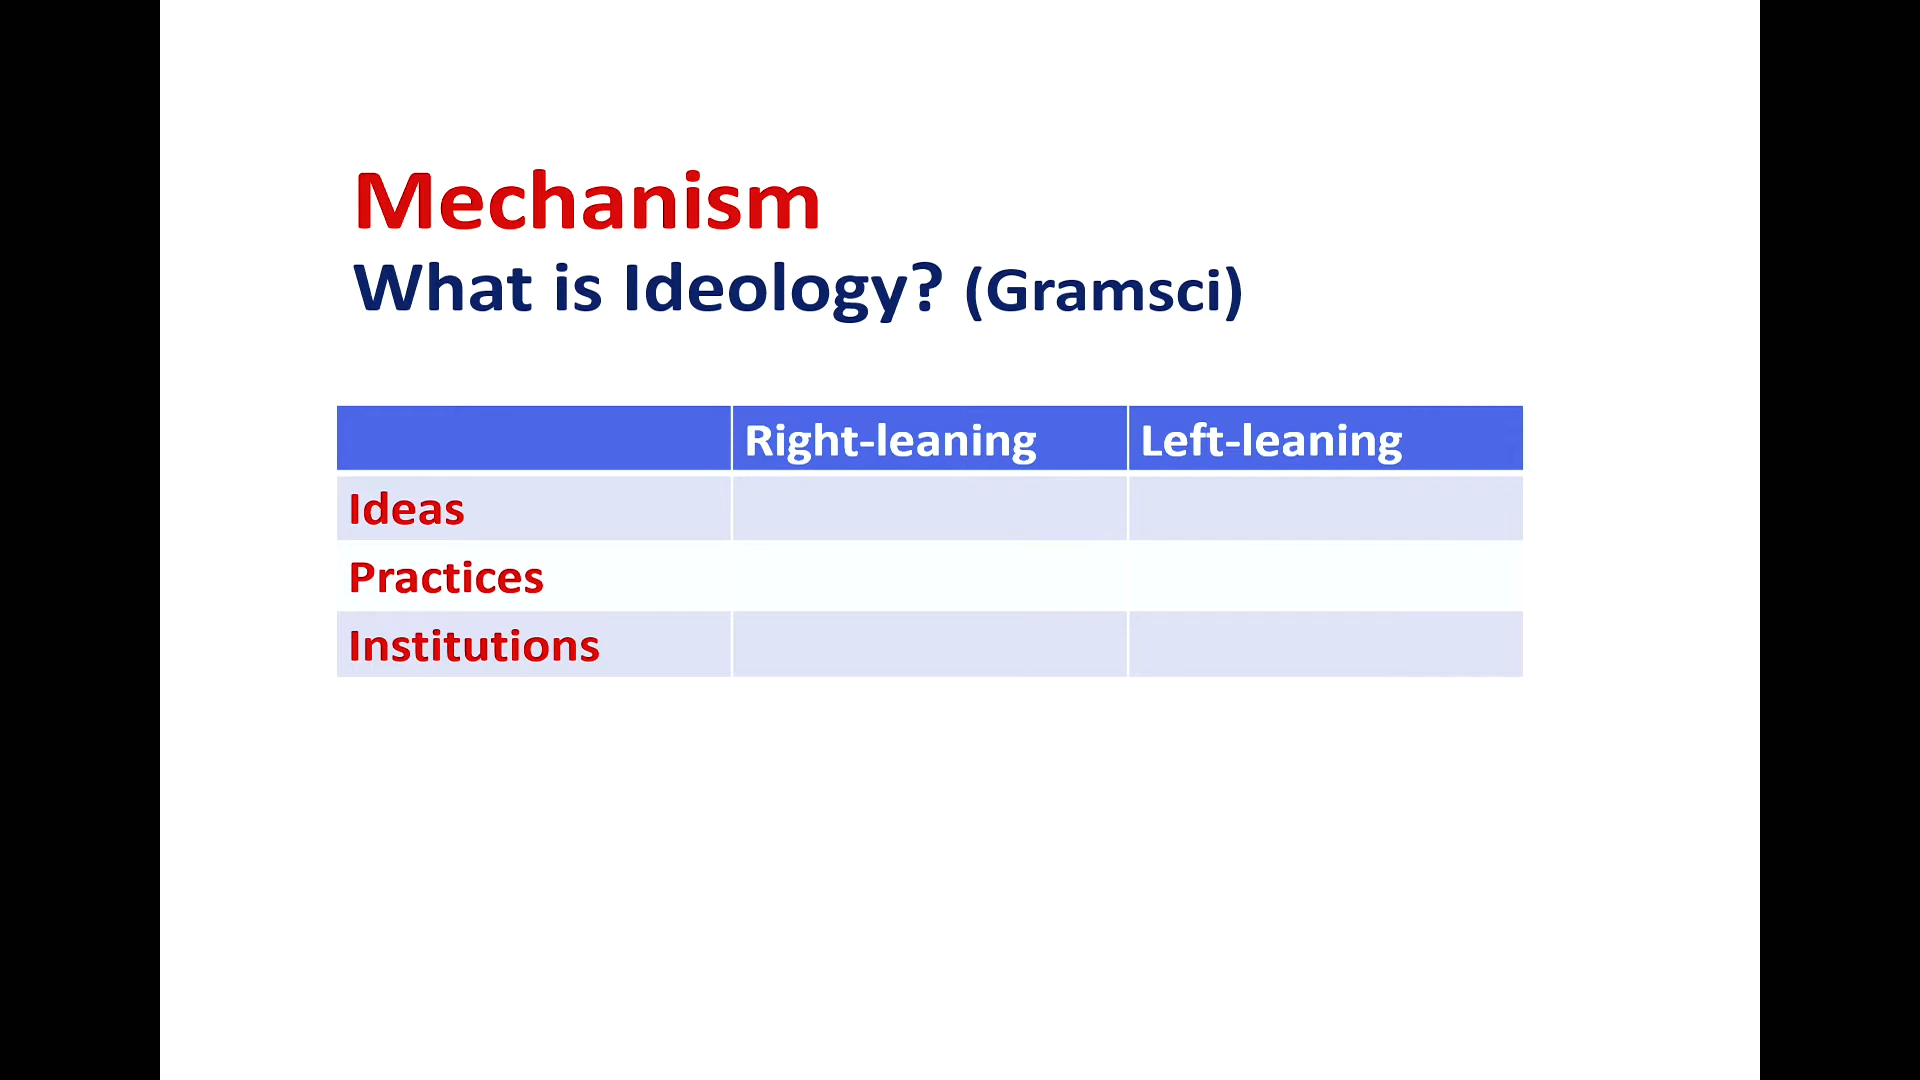 Mechanism
What is Ideology? (Gramsci)
Right-leaning Left-leaning
Ideas
Practices
Institutions